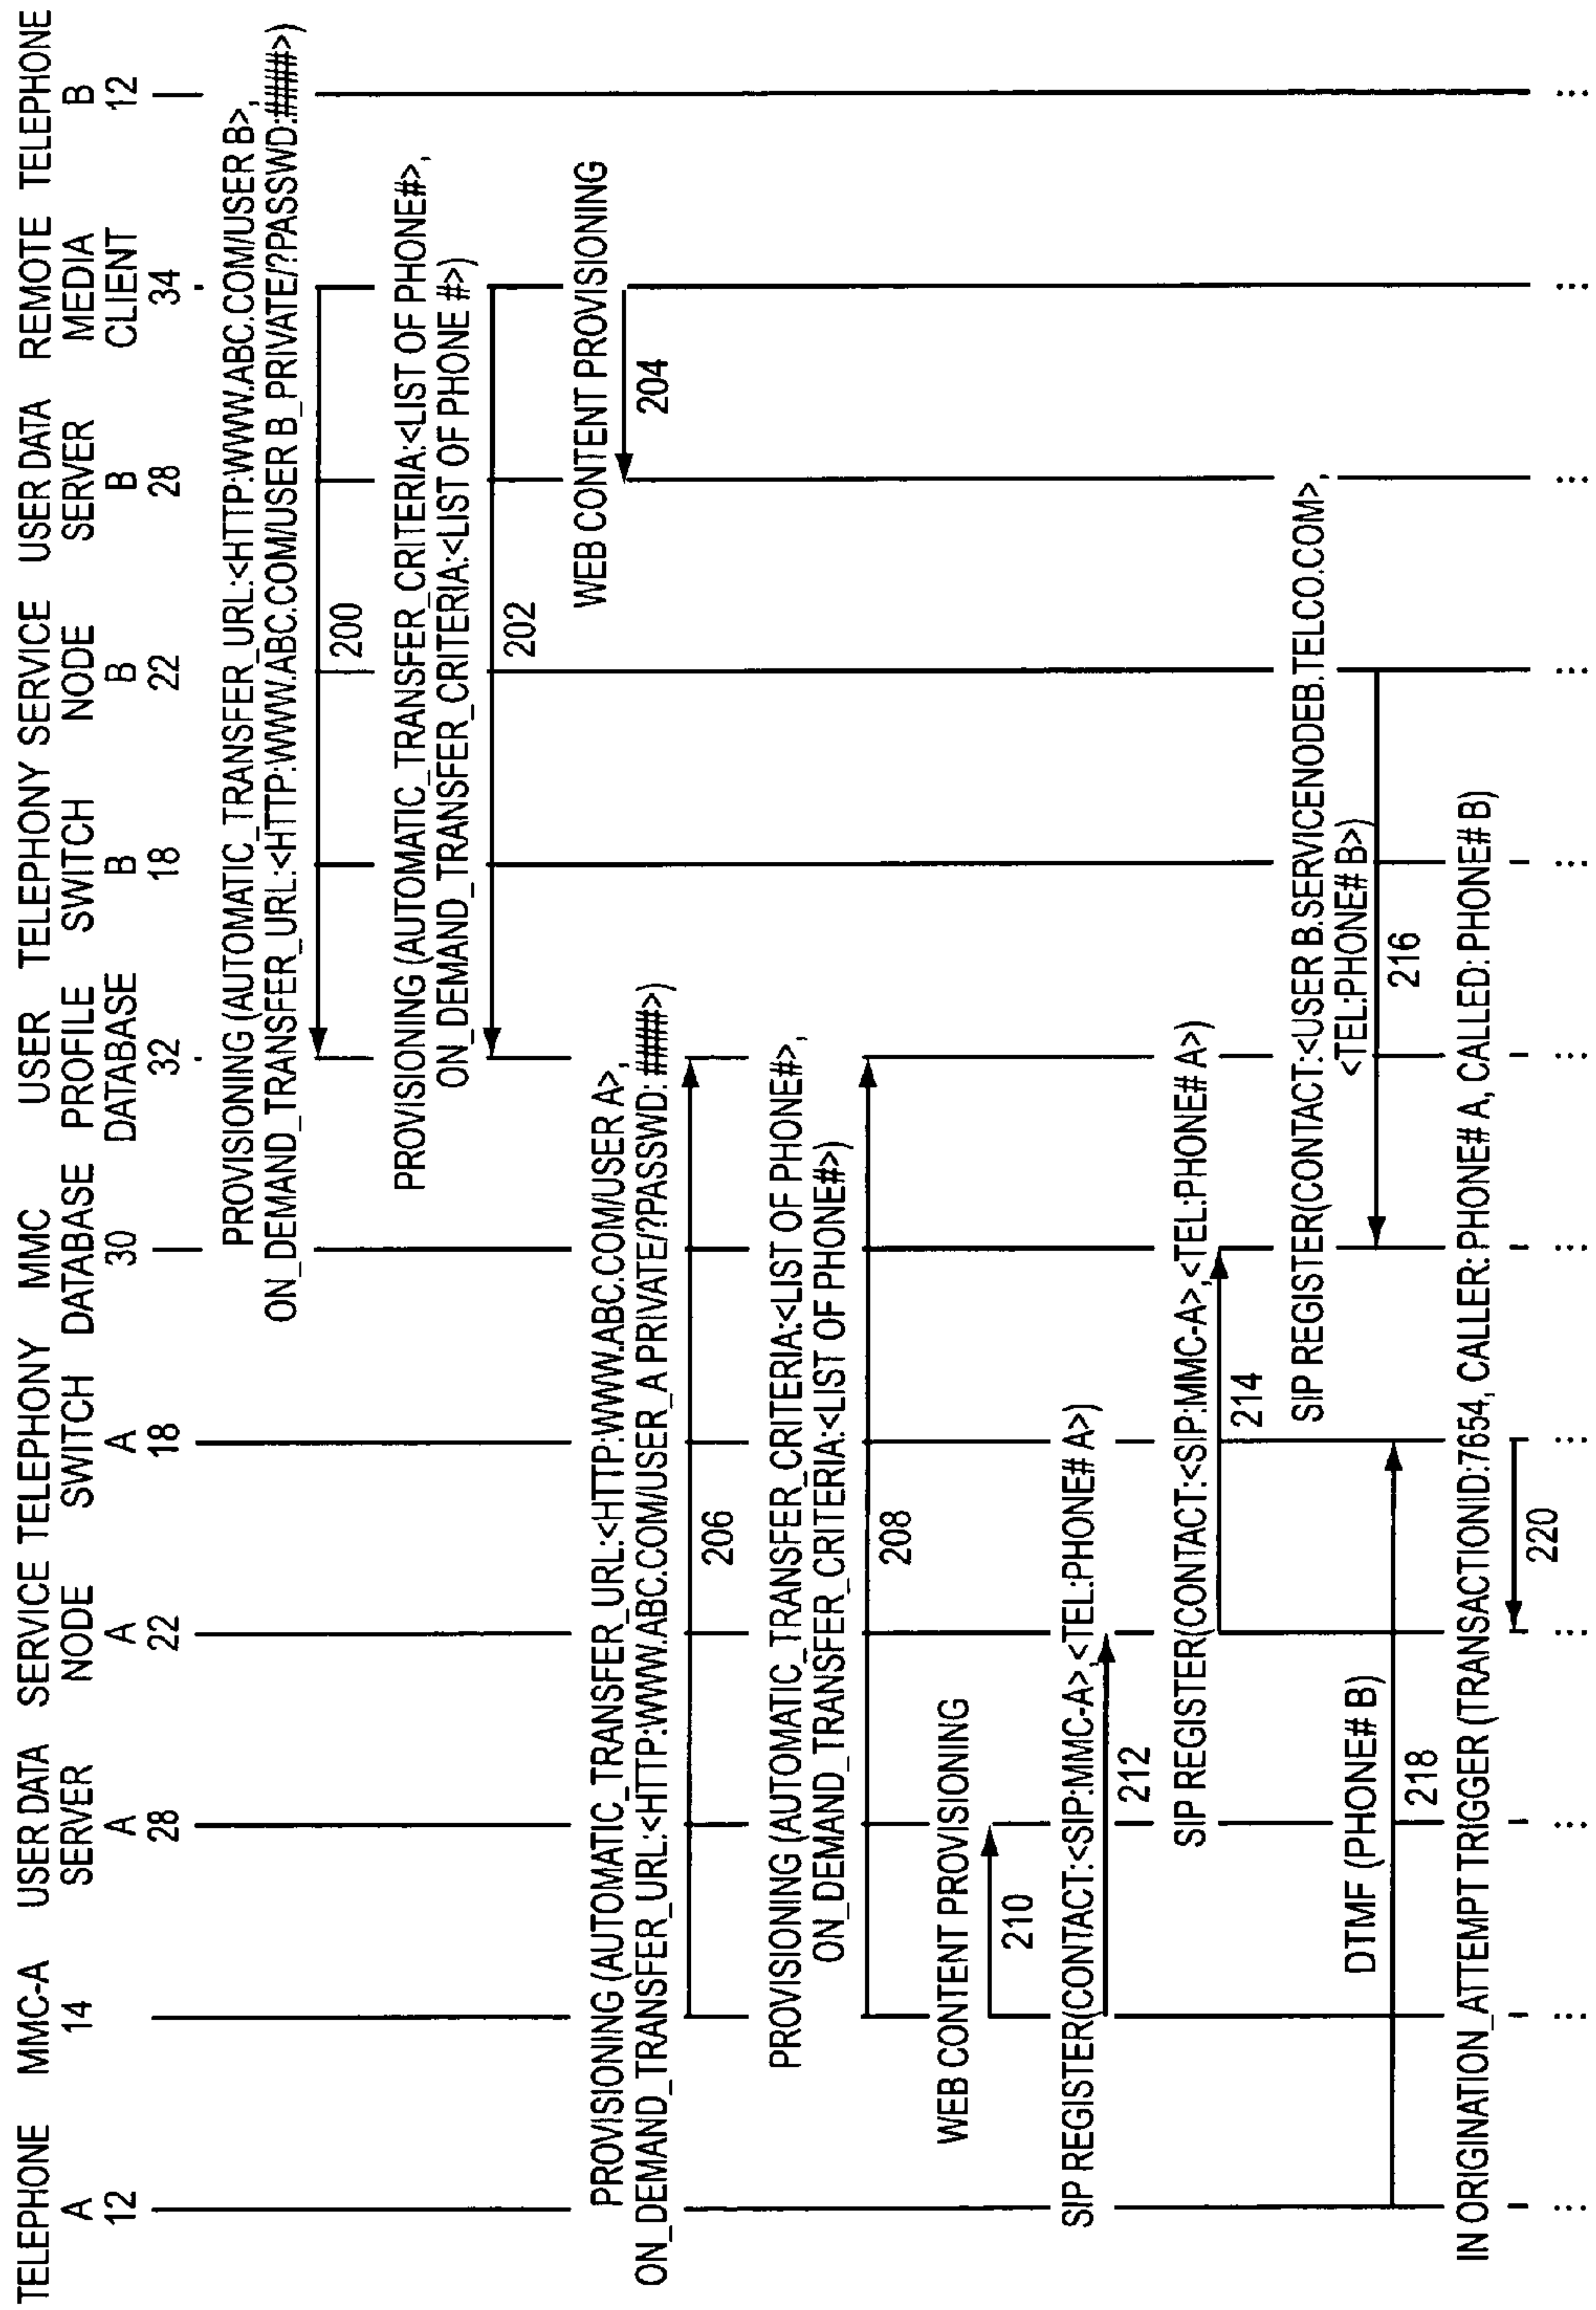 TELEPHONE A 12
MMC-A 14
USER DATA SERVER A 28
SERVICE NODE A 22
TELEPHONY SWITCH A 18
MMC DATABASE 30
USER PROFILE DATABASE 32
TELEPHONY SWITCH B 18
SERVICE NODE B 22
USER DATA SERVER B 28
REMOTE MEDIA CLIENT 34
TELEPHONE B 12
PROVISIONING (AUTOMATIC_TRANSFER_URL:<HTTP:WWW.ABC.COM/USER B>,
ON_DEMAND_TRANSFER_URL:<HTTP:WWW.ABC.COM/USER B_PRIVATE/?PASSWD:####>)
200
PROVISIONING (AUTOMATIC_TRANSFER_CRITERIA:<LIST OF PHONE#>,
ON_DEMAND_TRANSFER_CRITERIA:<LIST OF PHONE #>)
202
WEB CONTENT PROVISIONING
204
PROVISIONING (AUTOMATIC_TRANSFER_URL:<HTTP:WWW.ABC.COM/USER A>,
ON_DEMAND_TRANSFER_URL:<HTTP:WWW.ABC.COM/USER_A PRIVATE/?PASSWD: ####>)
206
PROVISIONING (AUTOMATIC_TRANSFER_CRITERIA:<LIST OF PHONE#>,
ON_DEMAND_TRANSFER_CRITERIA:<LIST OF PHONE#>)
208
WEB CONTENT PROVISIONING
210
SIP REGISTER(CONTACT:<SIP:MMC-A>,<TEL:PHONE# A>)
212
SIP REGISTER(CONTACT:<SIP:MMC-A>,<TEL:PHONE# A>)
214
SIP REGISTER(CONTACT:<USER B.SERVICENODEB.TELCO.COM>,
<TEL:PHONE# B>)
216
DTMF (PHONE# B)
218
IN ORIGINATION_ATTEMPT TRIGGER (TRANSACTIONID:7654, CALLER: PHONE# A, CALLED: PHONE# B)
220